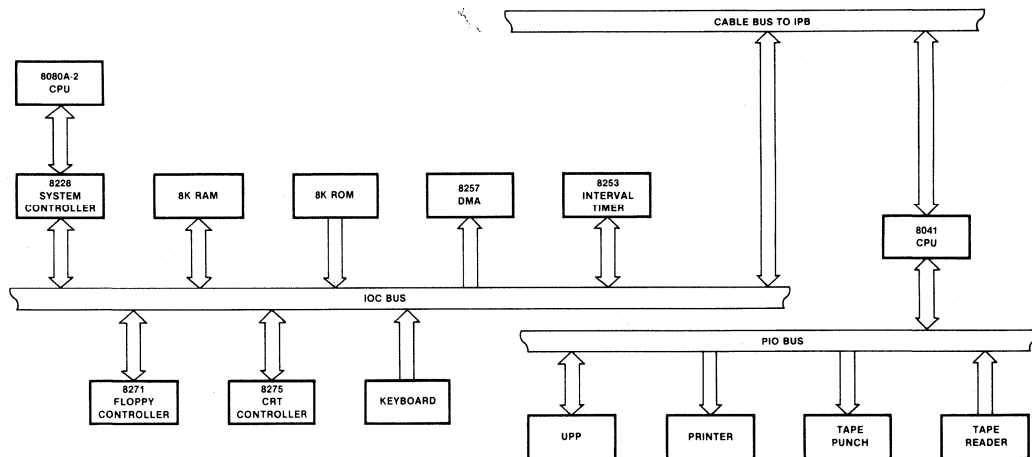 CABLE BUS TO IPB
8080A-2
CPU
8228
SYSTEM
CONTROLLER
8K RAM
8K ROM
8257
DMA
8253
INTERVAL
TIMER
8041
CPU
IOC BUS
PIO BUS
8271
FLOPPY
CONTROLLER
8275
CRT
CONTROLLER
KEYBOARD
UPP
PRINTER
TAPE
PUNCH
TAPE
READER